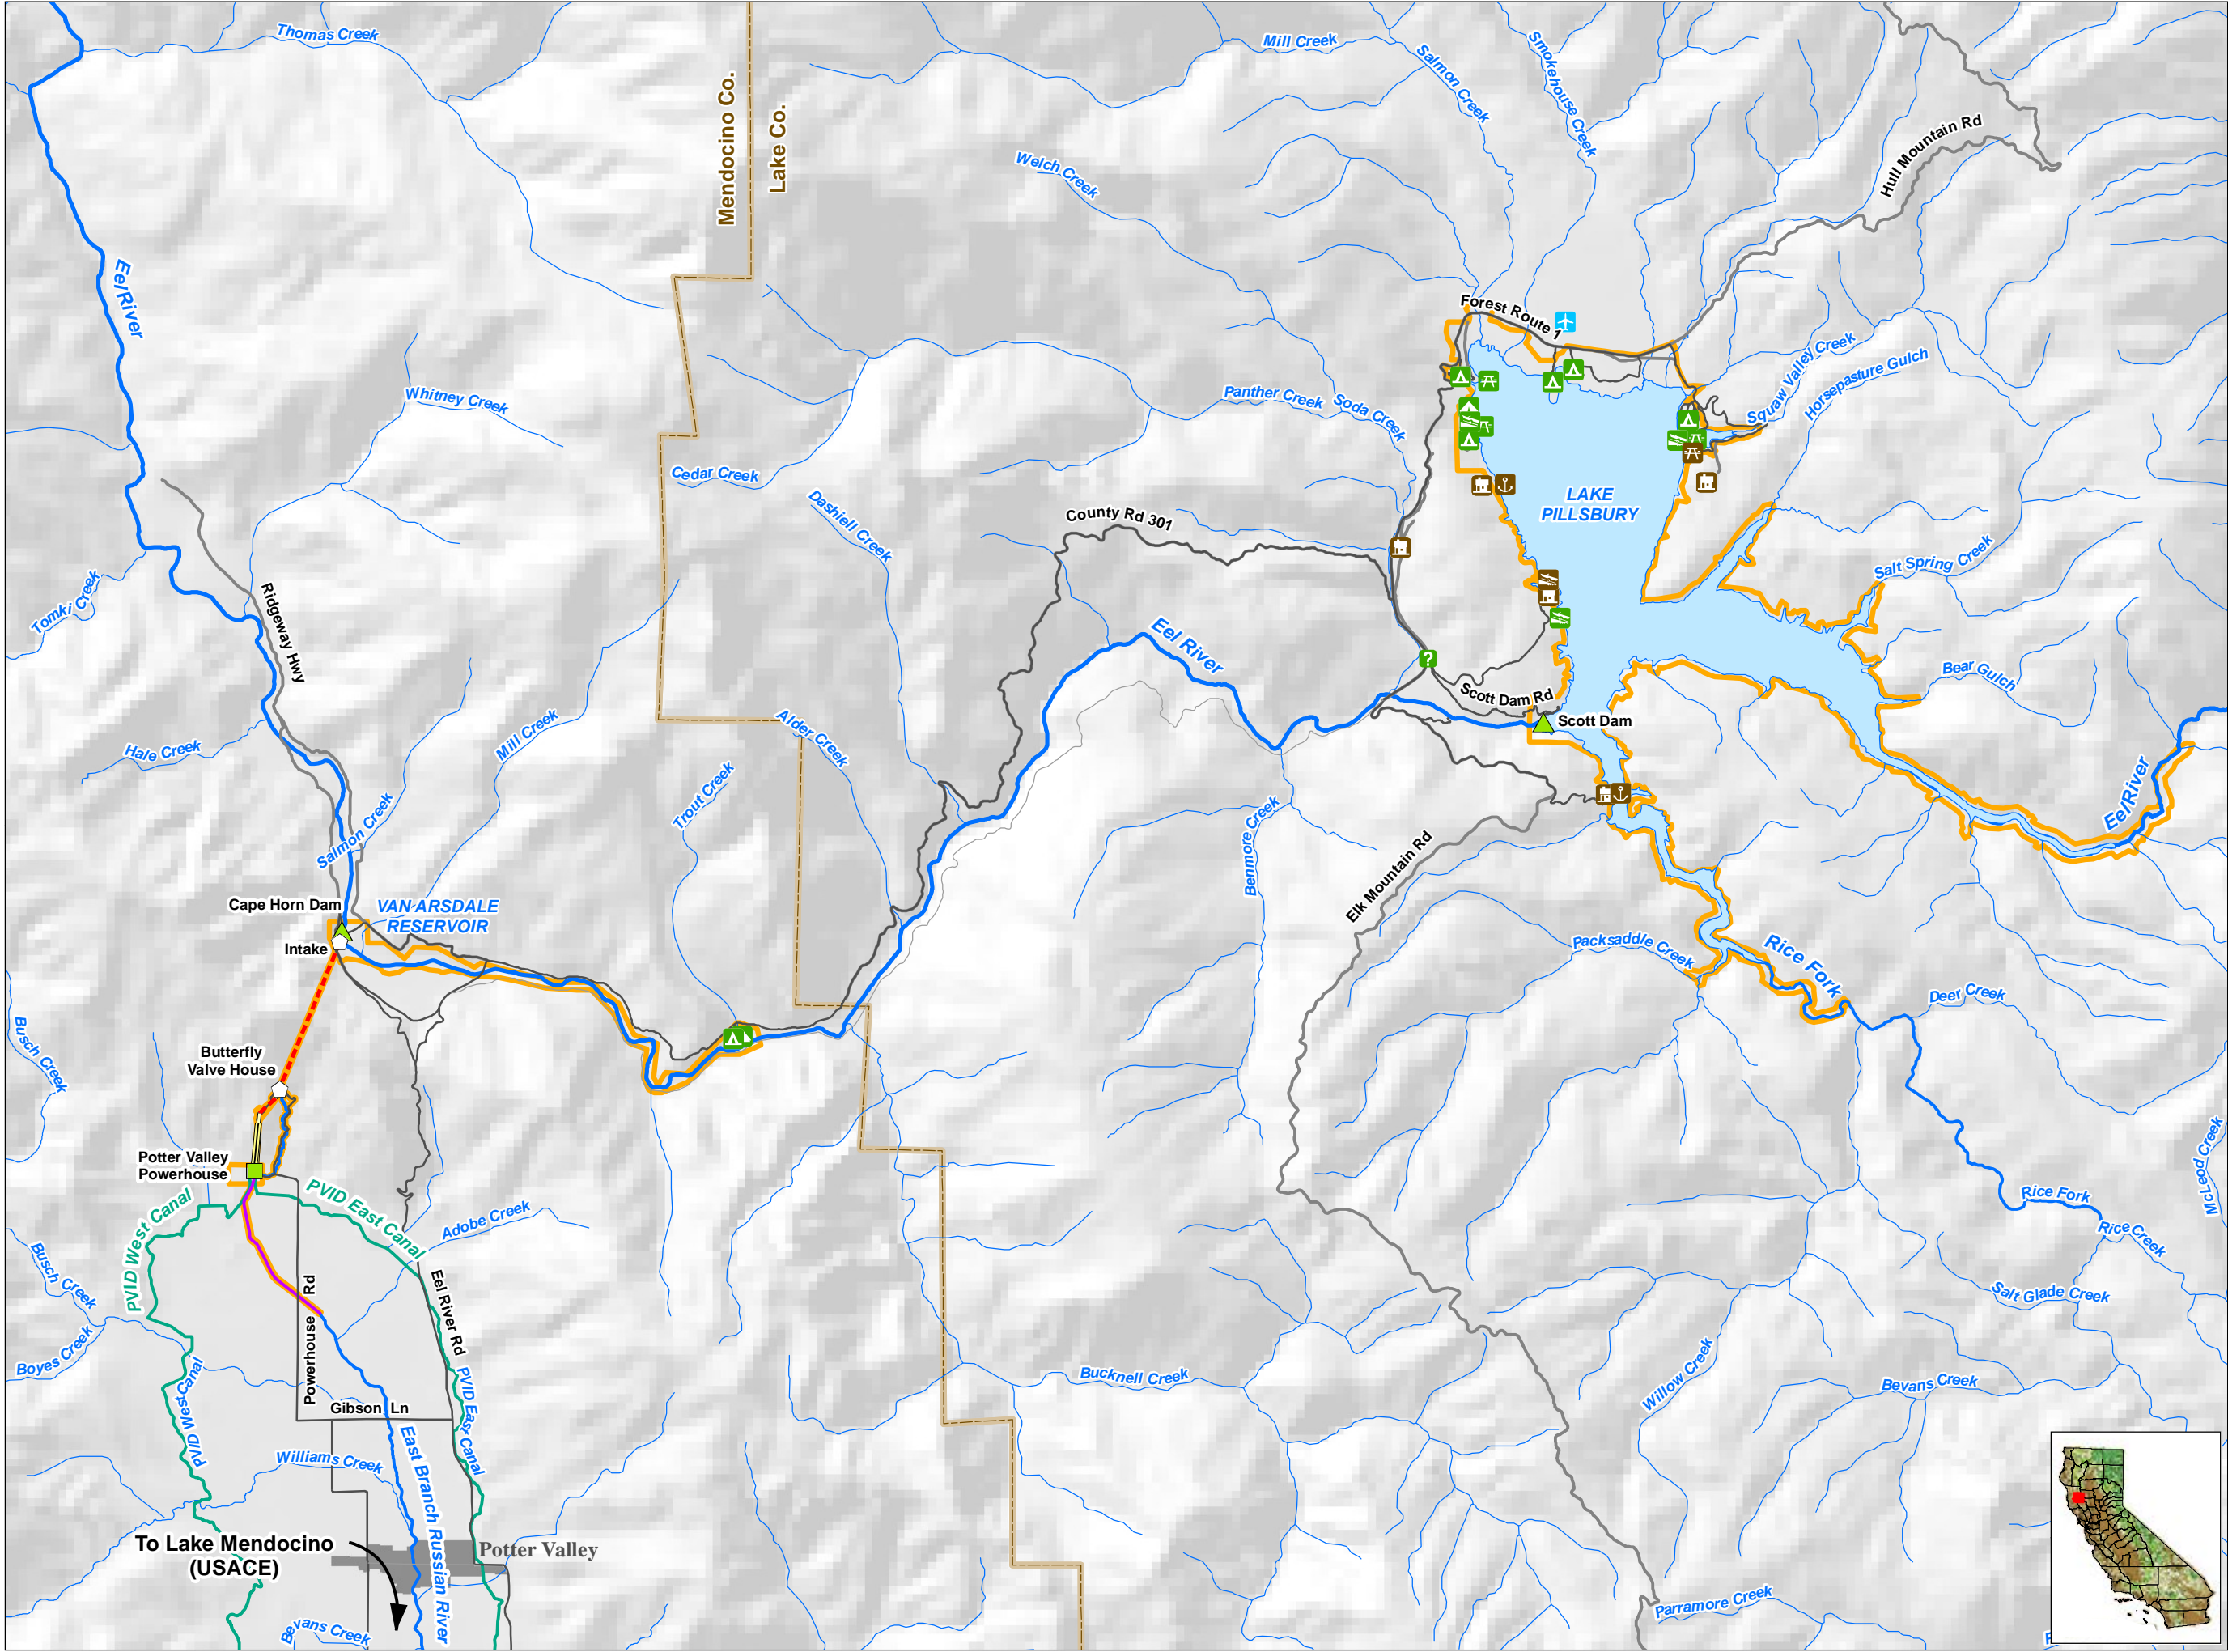 Thomas Creek
Mill Creek
Salmon Creek
Smokehouse Creek
Mendocino Co.
Lake Co.
Hull Mountain Rd
Welch Creek
Eel River
Forest Route 1
Squaw Valley Creek
Horsepasture Gulch
Whitney Creek
Panther Creek
Soda Creek
Cedar Creek
Dashiell Creek
LAKE
PILLSBURY
County Rd 301
Salt Spring Creek
Tomki Creek
Ridgeway Hwy
Eel River
Bear Gulch
Scott Dam Rd
Scott Dam
Hale Creek
Mill Creek
Alder Creek
Trout Creek
Eel River
Salmon Creek
Benmore Creek
Elk Mountain Rd
Cape Horn Dam
VAN ARSDALE
RESERVOIR
Intake
Packsaddle Creek
Rice Fork
Deer Creek
Busch Creek
Butterfly
Valve House
Potter Valley
Powerhouse
PVID West Canal
PVID East Canal
Adobe Creek
McLeod Creek
Rice Fork
Rice Creek
Busch Creek
Powerhouse Rd
Eel River Rd
Salt Glade Creek
Boyes Creek
PVID West Canal
PVID East Canal
Bucknell Creek
Willow Creek
Bevans Creek
Gibson Ln
Williams Creek
East Branch Russian River
To Lake Mendocino
(USACE)
Potter Valley
Bevans Creek
Parramore Creek
?